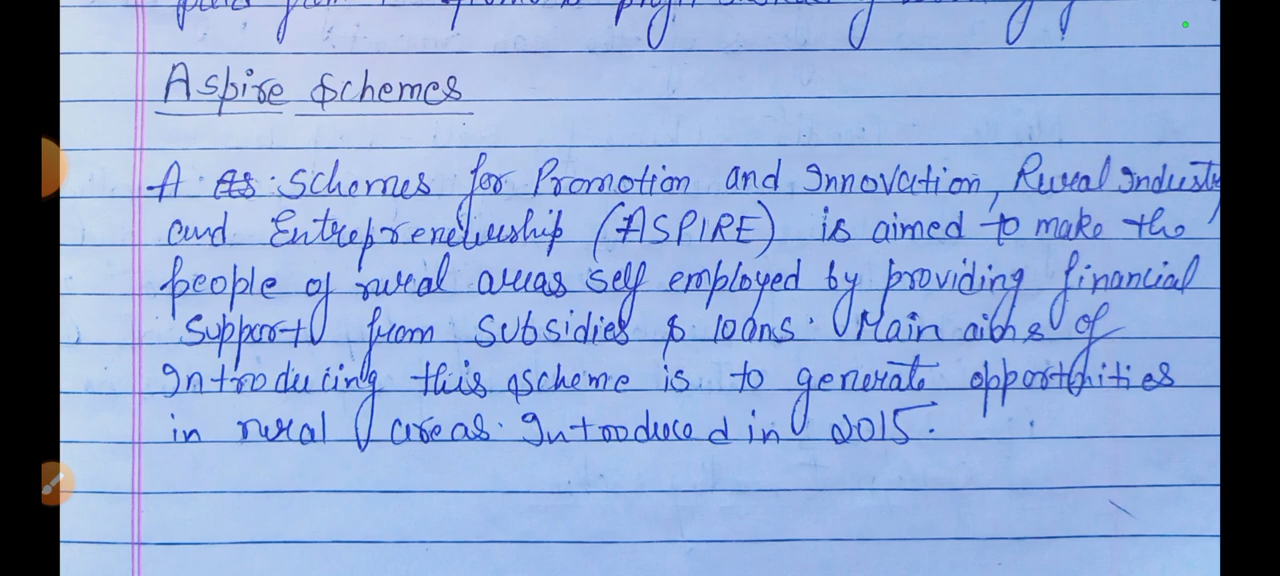 Aspire Schemes
A schemes for Promotion and Innovation, Rural Industry
and Entrepreneurship (ASPIRE) is aimed to make the
people of rural areas self employed by providing financial
support from subsidies & loans. Main aims of
Introducing this scheme is to generate opportunities
in rural areas. Introduced in 2015.